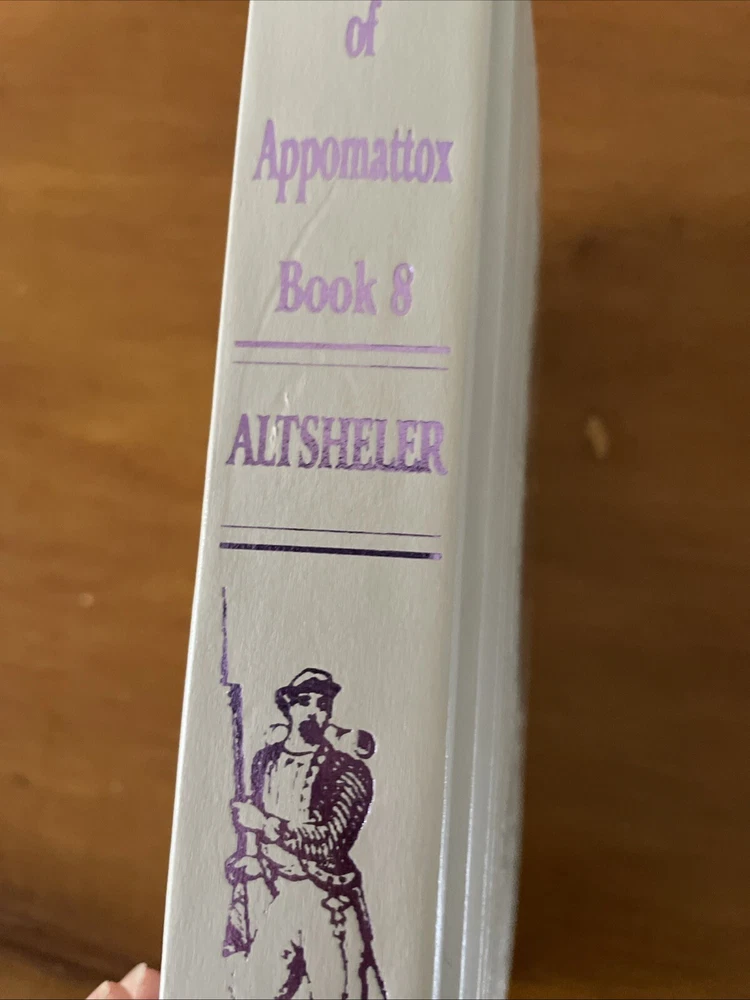 of
Appomattox
Book 8
ALTSHELER